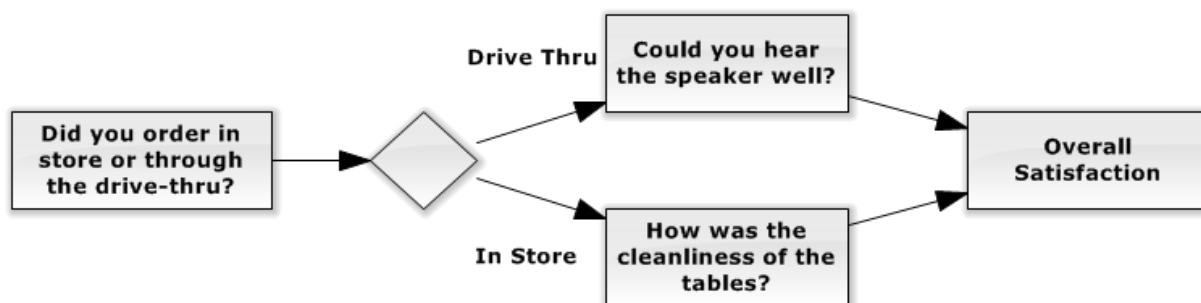 Did you order in
store or through
the drive-thru?
Drive Thru
Could you hear
the speaker well?
In Store
How was the
cleanliness of the
tables?
Overall
Satisfaction